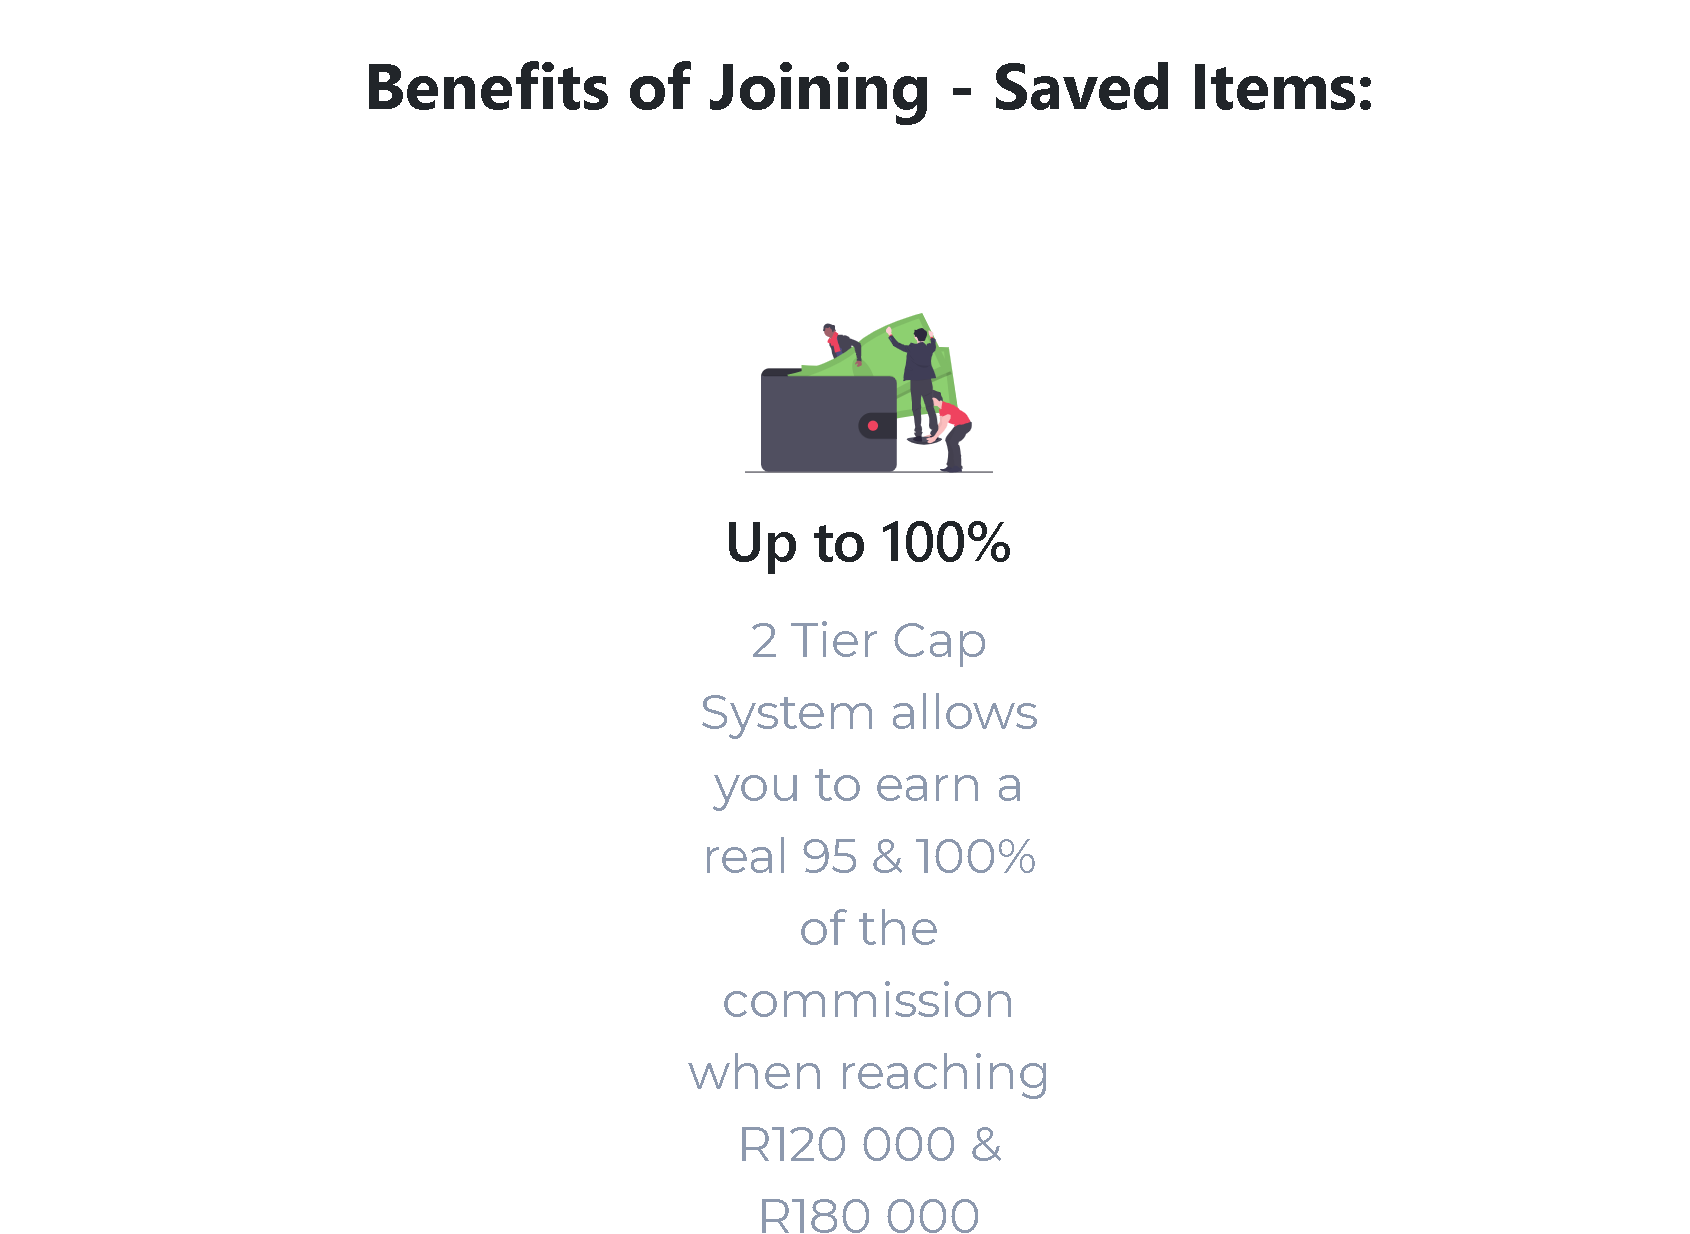 Benefits of Joining - Saved Items:
Up to 100%
2 Tier Cap
System allows
you to earn a
real 95 & 100%
of the
commission
when reaching
R120 000 &
R180 000